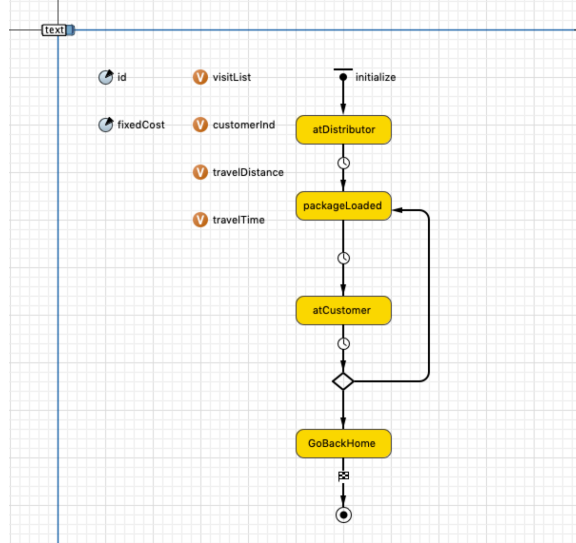 text
id
visitList
initialize
fixedCost
customerInd
atDistributor
travelDistance
packageLoaded
travelTime
atCustomer
GoBackHome